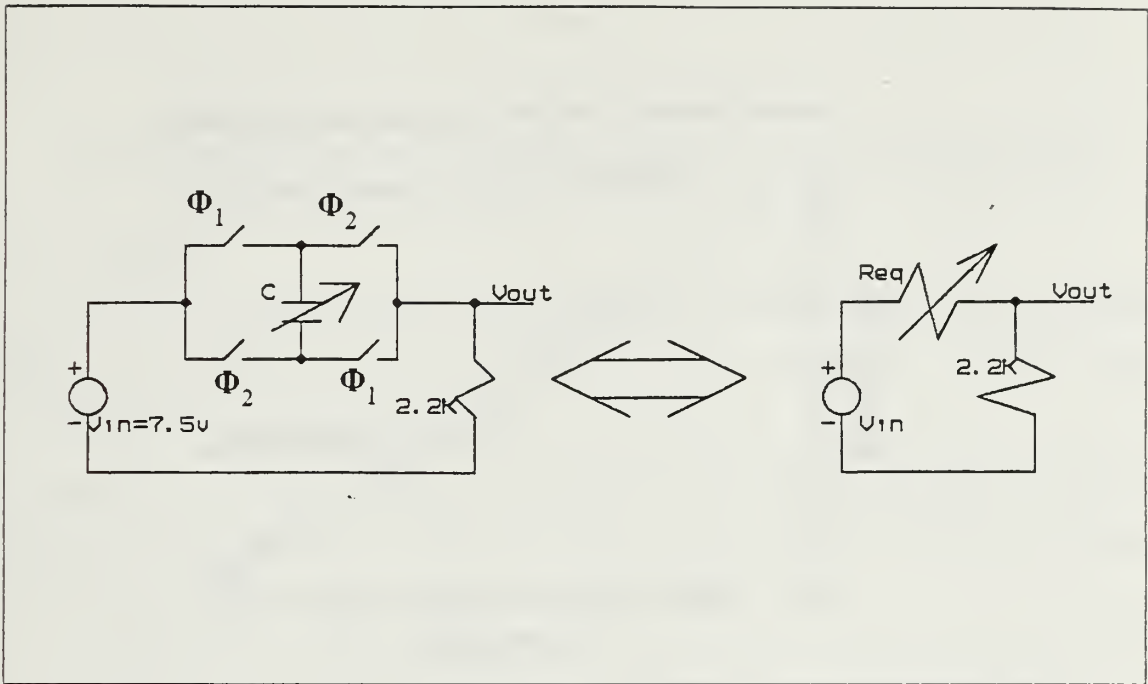 Φ1
Φ2
C
Vout
Φ2
Φ1
+
- Vin=7.5v
2.2K
Req
Vout
2.2K
+
- Vin